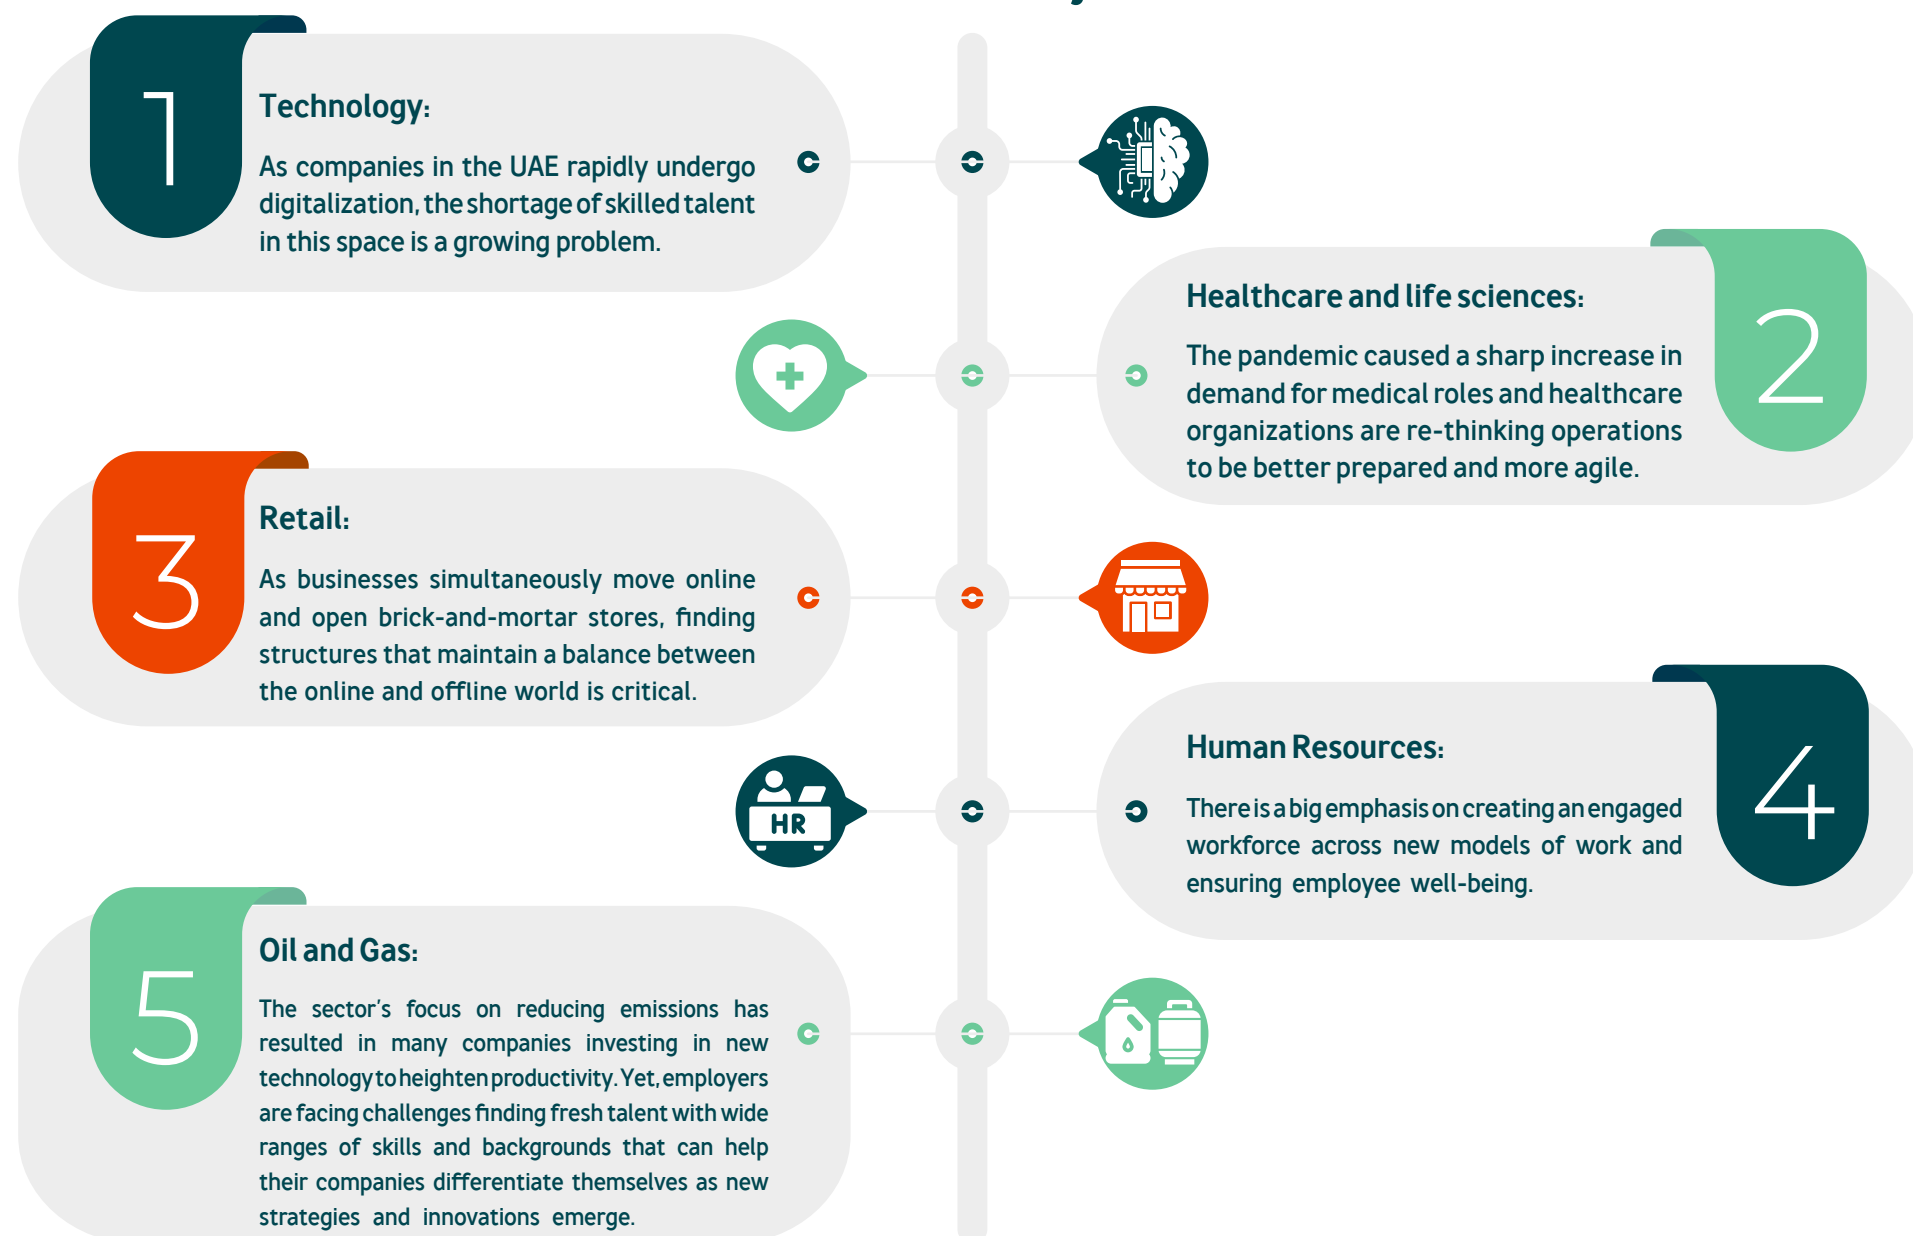 1
Technology:
As companies in the UAE rapidly undergo
digitalization, the shortage of skilled talent
in this space is a growing problem.
2
Healthcare and life sciences:
The pandemic caused a sharp increase in
demand for medical roles and healthcare
organizations are re-thinking operations
to be better prepared and more agile.
3
Retail:
As businesses simultaneously move online
and open brick-and-mortar stores, finding
structures that maintain a balance between
the online and offline world is critical.
4
Human Resources:
There is a big emphasis on creating an engaged
workforce across new models of work and
ensuring employee well-being.
HR
5
Oil and Gas:
The sector's focus on reducing emissions has
resulted in many companies investing in new
technology to heighten productivity. Yet, employers
are facing challenges finding fresh talent with wide
ranges of skills and backgrounds that can help
their companies differentiate themselves as new
strategies and innovations emerge.